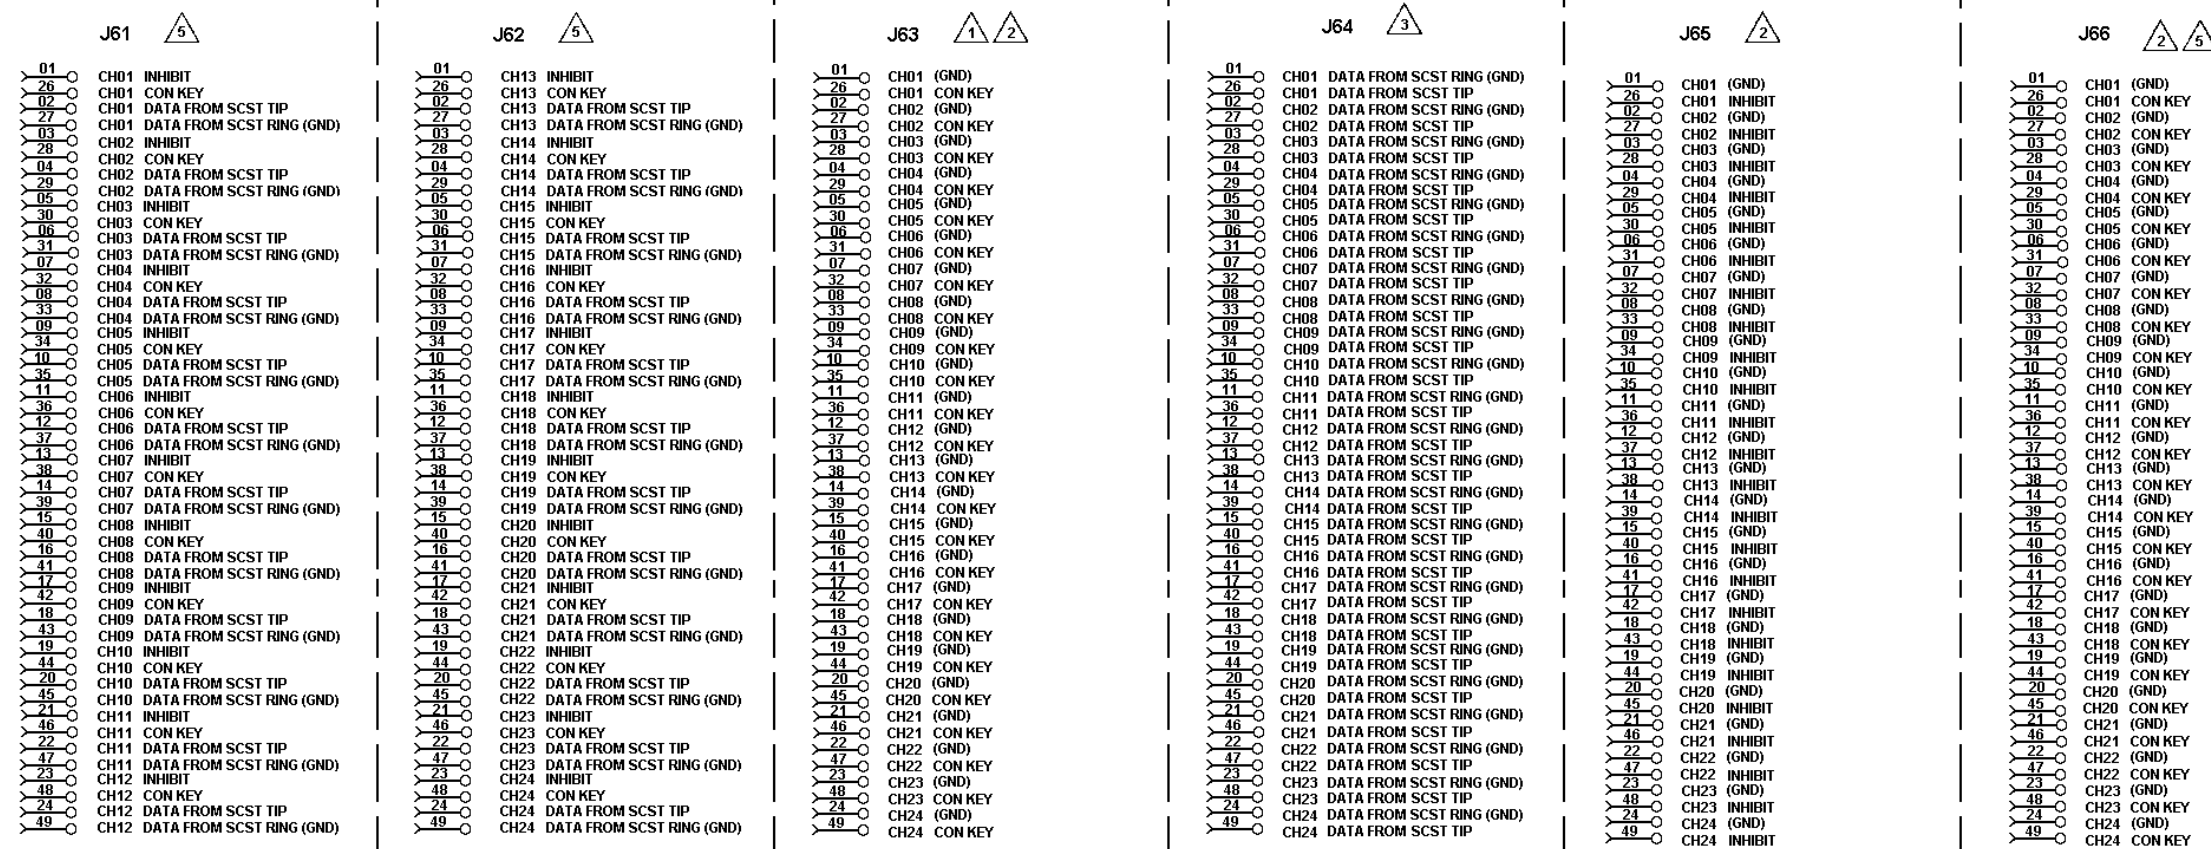 J61 5
01 CH01 INHIBIT
26 CH01 CON KEY
02 CH01 DATA FROM SCST TIP
27 CH01 DATA FROM SCST RING (GND)
03 CH02 INHIBIT
28 CH02 CON KEY
04 CH02 DATA FROM SCST TIP
29 CH02 DATA FROM SCST RING (GND)
05 CH03 INHIBIT
30 CH03 CON KEY
06 CH03 DATA FROM SCST TIP
31 CH03 DATA FROM SCST RING (GND)
07 CH04 INHIBIT
32 CH04 CON KEY
08 CH04 DATA FROM SCST TIP
33 CH04 DATA FROM SCST RING (GND)
09 CH05 INHIBIT
34 CH05 CON KEY
10 CH05 DATA FROM SCST TIP
35 CH05 DATA FROM SCST RING (GND)
11 CH06 INHIBIT
36 CH06 CON KEY
12 CH06 DATA FROM SCST TIP
37 CH06 DATA FROM SCST RING (GND)
13 CH07 INHIBIT
38 CH07 CON KEY
14 CH07 DATA FROM SCST TIP
39 CH07 DATA FROM SCST RING (GND)
15 CH08 INHIBIT
40 CH08 CON KEY
16 CH08 DATA FROM SCST TIP
41 CH08 DATA FROM SCST RING (GND)
17 CH09 INHIBIT
42 CH09 CON KEY
18 CH09 DATA FROM SCST TIP
43 CH09 DATA FROM SCST RING (GND)
19 CH10 INHIBIT
44 CH10 CON KEY
20 CH10 DATA FROM SCST TIP
45 CH10 DATA FROM SCST RING (GND)
21 CH11 INHIBIT
46 CH11 CON KEY
22 CH11 DATA FROM SCST TIP
47 CH11 DATA FROM SCST RING (GND)
23 CH12 INHIBIT
48 CH12 CON KEY
24 CH12 DATA FROM SCST TIP
49 CH12 DATA FROM SCST RING (GND)
J62 5
01 CH13 INHIBIT
26 CH13 CON KEY
02 CH13 DATA FROM SCST TIP
27 CH13 DATA FROM SCST RING (GND)
03 CH14 INHIBIT
28 CH14 CON KEY
04 CH14 DATA FROM SCST TIP
29 CH14 DATA FROM SCST RING (GND)
05 CH15 INHIBIT
30 CH15 CON KEY
06 CH15 DATA FROM SCST TIP
31 CH15 DATA FROM SCST RING (GND)
07 CH16 INHIBIT
32 CH16 CON KEY
08 CH16 DATA FROM SCST TIP
33 CH16 DATA FROM SCST RING (GND)
09 CH17 INHIBIT
34 CH17 CON KEY
10 CH17 DATA FROM SCST TIP
35 CH17 DATA FROM SCST RING (GND)
11 CH18 INHIBIT
36 CH18 CON KEY
12 CH18 DATA FROM SCST TIP
37 CH18 DATA FROM SCST RING (GND)
13 CH19 INHIBIT
38 CH19 CON KEY
14 CH19 DATA FROM SCST TIP
39 CH19 DATA FROM SCST RING (GND)
15 CH20 INHIBIT
40 CH20 CON KEY
16 CH20 DATA FROM SCST TIP
41 CH20 DATA FROM SCST RING (GND)
17 CH21 INHIBIT
42 CH21 CON KEY
18 CH21 DATA FROM SCST TIP
43 CH21 DATA FROM SCST RING (GND)
19 CH22 INHIBIT
44 CH22 CON KEY
20 CH22 DATA FROM SCST TIP
45 CH22 DATA FROM SCST RING (GND)
21 CH23 INHIBIT
46 CH23 CON KEY
22 CH23 DATA FROM SCST TIP
47 CH23 DATA FROM SCST RING (GND)
23 CH24 INHIBIT
48 CH24 CON KEY
24 CH24 DATA FROM SCST TIP
49 CH24 DATA FROM SCST RING (GND)
J63 1 2
01 CH01 (GND)
26 CH01 CON KEY
02 CH02 (GND)
27 CH02 CON KEY
03 CH03 (GND)
28 CH03 CON KEY
04 CH04 (GND)
29 CH04 CON KEY
05 CH05 (GND)
30 CH05 CON KEY
06 CH06 (GND)
31 CH06 CON KEY
07 CH07 (GND)
32 CH07 CON KEY
08 CH08 (GND)
33 CH08 CON KEY
09 CH09 (GND)
34 CH09 CON KEY
10 CH10 (GND)
35 CH10 CON KEY
11 CH11 (GND)
36 CH11 CON KEY
12 CH12 (GND)
37 CH12 CON KEY
13 CH13 (GND)
38 CH13 CON KEY
14 CH14 (GND)
39 CH14 CON KEY
15 CH15 (GND)
40 CH15 CON KEY
16 CH16 (GND)
41 CH16 CON KEY
17 CH17 (GND)
42 CH17 CON KEY
18 CH18 (GND)
43 CH18 CON KEY
19 CH19 (GND)
44 CH19 CON KEY
20 CH20 (GND)
45 CH20 CON KEY
21 CH21 (GND)
46 CH21 CON KEY
22 CH22 (GND)
47 CH22 CON KEY
23 CH23 (GND)
48 CH23 CON KEY
24 CH24 (GND)
49 CH24 CON KEY
J64 3
01 CH01 DATA FROM SCST RING (GND)
26 CH01 DATA FROM SCST TIP
02 CH02 DATA FROM SCST RING (GND)
27 CH02 DATA FROM SCST TIP
03 CH03 DATA FROM SCST RING (GND)
28 CH03 DATA FROM SCST TIP
04 CH04 DATA FROM SCST RING (GND)
29 CH04 DATA FROM SCST TIP
05 CH05 DATA FROM SCST RING (GND)
30 CH05 DATA FROM SCST TIP
06 CH06 DATA FROM SCST RING (GND)
31 CH06 DATA FROM SCST TIP
07 CH07 DATA FROM SCST RING (GND)
32 CH07 DATA FROM SCST TIP
08 CH08 DATA FROM SCST RING (GND)
33 CH08 DATA FROM SCST TIP
09 CH09 DATA FROM SCST RING (GND)
34 CH09 DATA FROM SCST TIP
10 CH10 DATA FROM SCST RING (GND)
35 CH10 DATA FROM SCST TIP
11 CH11 DATA FROM SCST RING (GND)
36 CH11 DATA FROM SCST TIP
12 CH12 DATA FROM SCST RING (GND)
37 CH12 DATA FROM SCST TIP
13 CH13 DATA FROM SCST RING (GND)
38 CH13 DATA FROM SCST TIP
14 CH14 DATA FROM SCST RING (GND)
39 CH14 DATA FROM SCST TIP
15 CH15 DATA FROM SCST RING (GND)
40 CH15 DATA FROM SCST TIP
16 CH16 DATA FROM SCST RING (GND)
41 CH16 DATA FROM SCST TIP
17 CH17 DATA FROM SCST RING (GND)
42 CH17 DATA FROM SCST TIP
18 CH18 DATA FROM SCST RING (GND)
43 CH18 DATA FROM SCST TIP
19 CH19 DATA FROM SCST RING (GND)
44 CH19 DATA FROM SCST TIP
20 CH20 DATA FROM SCST RING (GND)
45 CH20 DATA FROM SCST TIP
21 CH21 DATA FROM SCST RING (GND)
46 CH21 DATA FROM SCST TIP
22 CH22 DATA FROM SCST RING (GND)
47 CH22 DATA FROM SCST TIP
23 CH23 DATA FROM SCST RING (GND)
48 CH23 DATA FROM SCST TIP
24 CH24 DATA FROM SCST RING (GND)
49 CH24 DATA FROM SCST TIP
J65 2
01 CH01 (GND)
26 CH01 INHIBIT
02 CH02 (GND)
27 CH02 INHIBIT
03 CH03 (GND)
28 CH03 INHIBIT
04 CH04 (GND)
29 CH04 INHIBIT
05 CH05 (GND)
30 CH05 INHIBIT
06 CH06 (GND)
31 CH06 INHIBIT
07 CH07 (GND)
32 CH07 INHIBIT
08 CH08 (GND)
33 CH08 INHIBIT
09 CH09 (GND)
34 CH09 INHIBIT
10 CH10 (GND)
35 CH10 INHIBIT
11 CH11 (GND)
36 CH11 INHIBIT
12 CH12 (GND)
37 CH12 INHIBIT
13 CH13 (GND)
38 CH13 INHIBIT
14 CH14 (GND)
39 CH14 INHIBIT
15 CH15 (GND)
40 CH15 INHIBIT
16 CH16 (GND)
41 CH16 INHIBIT
17 CH17 (GND)
42 CH17 INHIBIT
18 CH18 (GND)
43 CH18 INHIBIT
19 CH19 (GND)
44 CH19 INHIBIT
20 CH20 (GND)
45 CH20 INHIBIT
21 CH21 (GND)
46 CH21 INHIBIT
22 CH22 (GND)
47 CH22 INHIBIT
23 CH23 (GND)
48 CH23 INHIBIT
24 CH24 (GND)
49 CH24 INHIBIT
J66 2 5
01 CH01 (GND)
26 CH01 CON KEY
02 CH02 (GND)
27 CH02 CON KEY
03 CH03 (GND)
28 CH03 CON KEY
04 CH04 (GND)
29 CH04 CON KEY
05 CH05 (GND)
30 CH05 CON KEY
06 CH06 (GND)
31 CH06 CON KEY
07 CH07 (GND)
32 CH07 CON KEY
08 CH08 (GND)
33 CH08 CON KEY
09 CH09 (GND)
34 CH09 CON KEY
10 CH10 (GND)
35 CH10 CON KEY
11 CH11 (GND)
36 CH11 CON KEY
12 CH12 (GND)
37 CH12 CON KEY
13 CH13 (GND)
38 CH13 CON KEY
14 CH14 (GND)
39 CH14 CON KEY
15 CH15 (GND)
40 CH15 CON KEY
16 CH16 (GND)
41 CH16 CON KEY
17 CH17 (GND)
42 CH17 CON KEY
18 CH18 (GND)
43 CH18 CON KEY
19 CH19 (GND)
44 CH19 CON KEY
20 CH20 (GND)
45 CH20 CON KEY
21 CH21 (GND)
46 CH21 CON KEY
22 CH22 (GND)
47 CH22 CON KEY
23 CH23 (GND)
48 CH23 CON KEY
24 CH24 (GND)
49 CH24 CON KEY